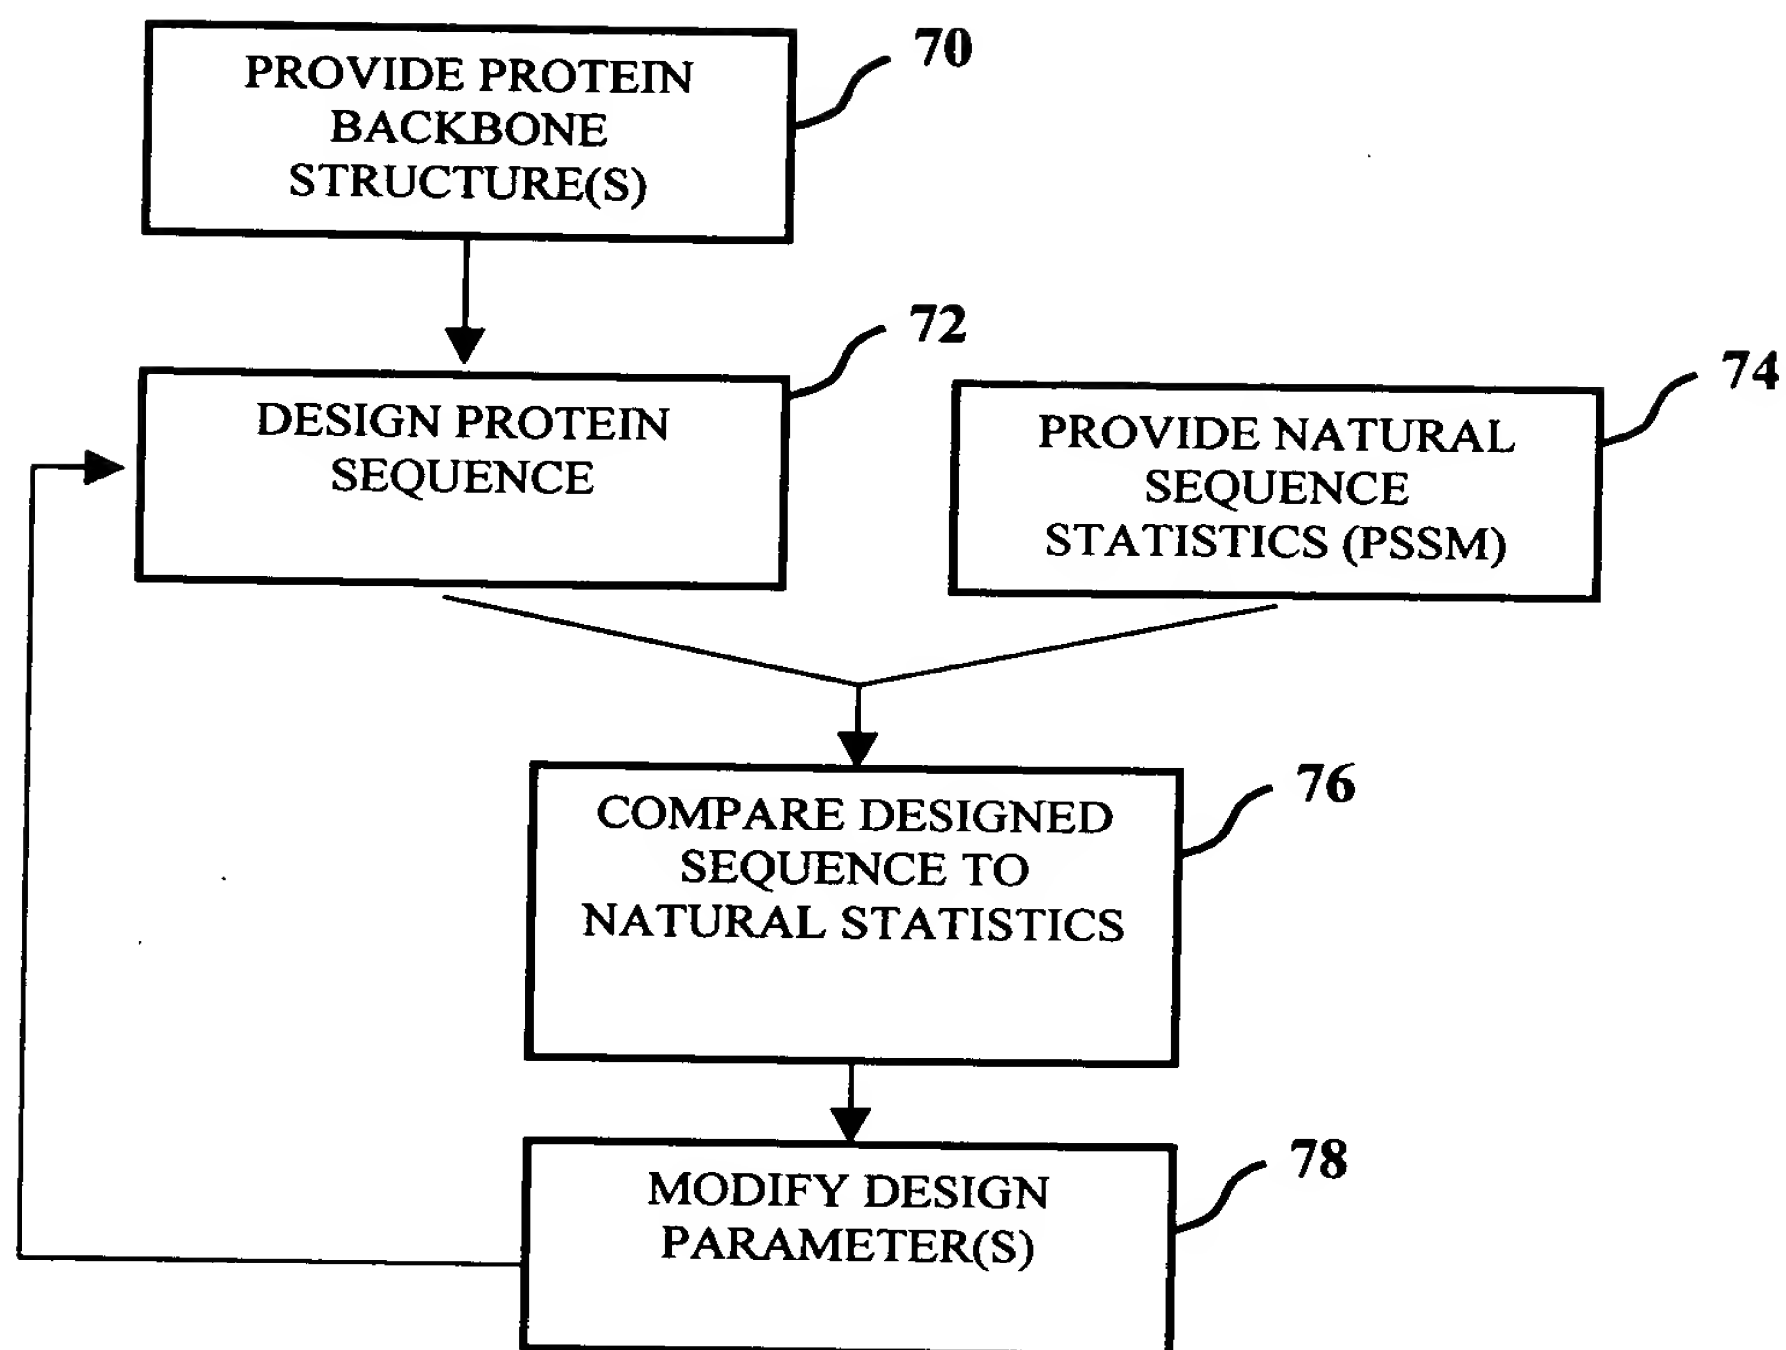 PROVIDE PROTEIN
BACKBONE
STRUCTURE(S)
70
DESIGN PROTEIN
SEQUENCE
72
PROVIDE NATURAL
SEQUENCE
STATISTICS (PSSM)
74
COMPARE DESIGNED
SEQUENCE TO
NATURAL STATISTICS
76
MODIFY DESIGN
PARAMETER(S)
78